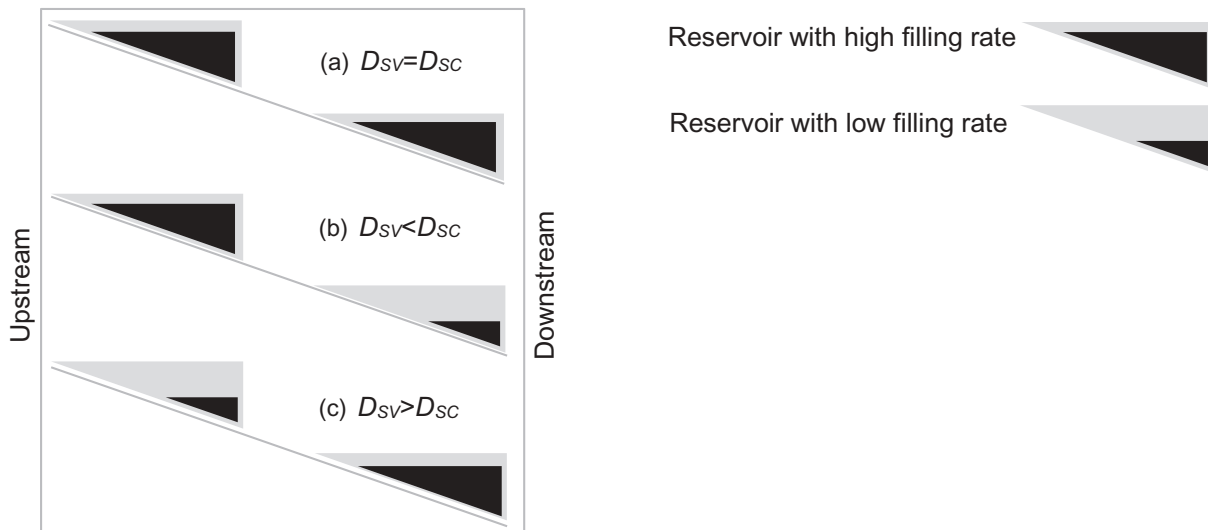 (a) DSV=DSC
(b) DSV<DSC
(c) DSV>DSC
Upstream
Downstream
Reservoir with high filling rate
Reservoir with low filling rate